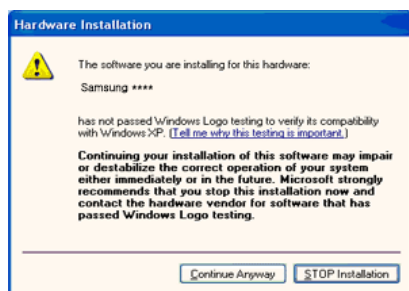 Hardware Installation
The software you are installing for this hardware:
Samsung ****
has not passed Windows Logo testing to verify its compatibility
with Windows XP. (Tell me why this testing is important.)
Continuing your installation of this software may impair
or destabilize the correct operation of your system
either immediately or in the future. Microsoft strongly
recommends that you stop this installation now and
contact the hardware vendor for software that has
passed Windows Logo testing.
Continue Anyway
STOP Installation